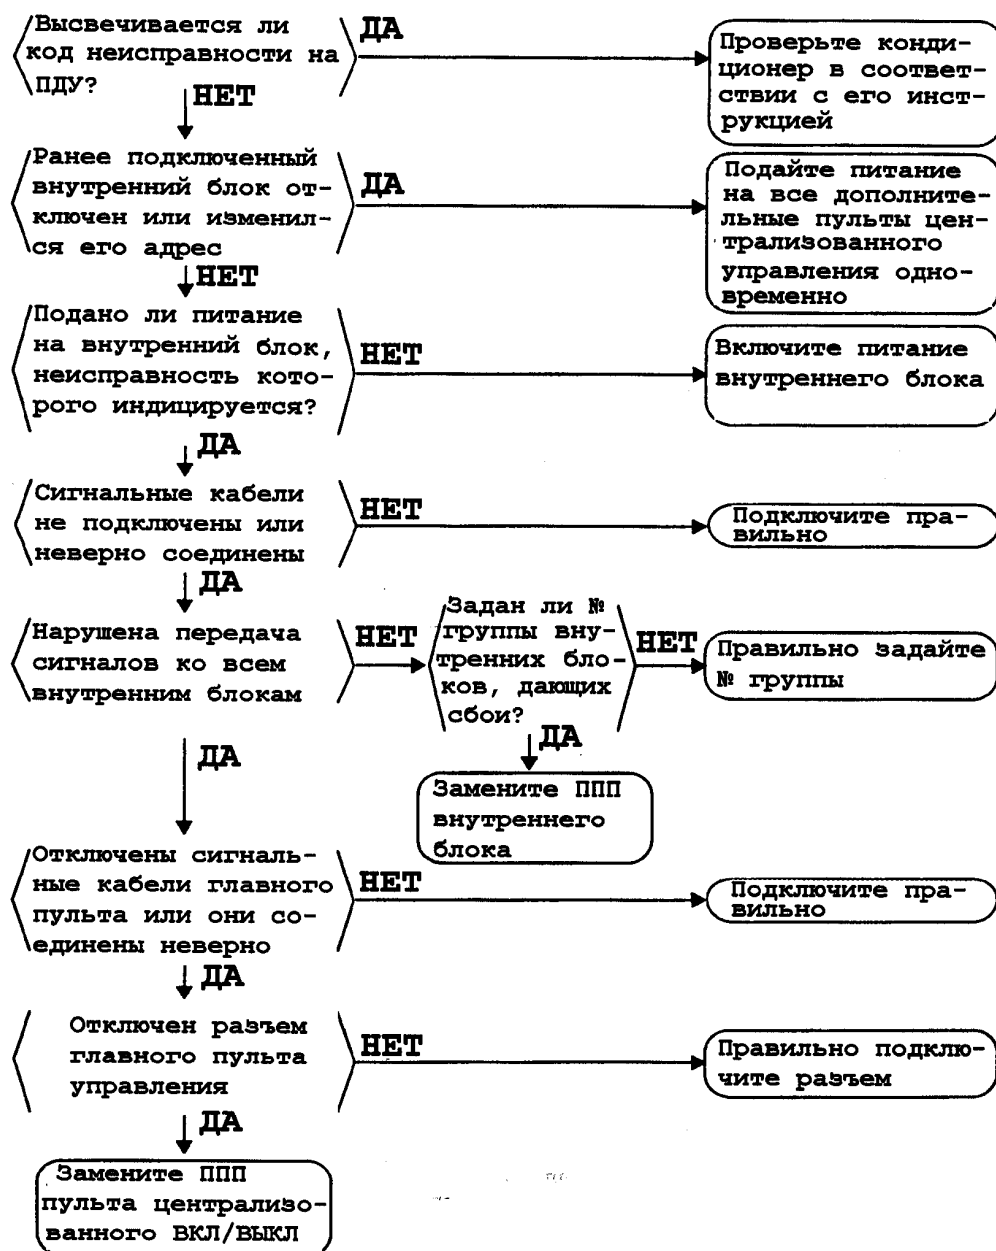 Высвечивается ли
код неисправности на
ПДУ?
ДА
Проверьте конди-
ционер в соответ-
ствии с его инст-
рукцией
НЕТ
Ранее подключенный
внутренний блок от-
ключен или изменил-
ся его адрес
ДА
Подайте питание
на все дополните-
льные пульты цен-
трализованного
управления одно-
временно
НЕТ
Подано ли питание
на внутренний блок,
неисправность кото-
рого индицируется?
НЕТ
Включите питание
внутреннего блока
ДА
Сигнальные кабели
не подключены или
неверно соединены
НЕТ
Подключите пра-
вильно
ДА
Нарушена передача
сигналов ко всем
внутренним блокам
НЕТ
Задан ли №
группы вну-
тренних бло-
ков, дающих
сбои?
НЕТ
Правильно задайте
№ группы
ДА
Замените ППП
внутреннего
блока
ДА
Отключены сигналь-
ные кабели главного
пульта или они со-
единены неверно
НЕТ
Подключите пра-
вильно
ДА
Отключен разъем
главного пульта
управления
НЕТ
Правильно подклю-
чите разъем
ДА
Замените ППП
пульта централизо-
ванного ВКЛ/ВЫКЛ